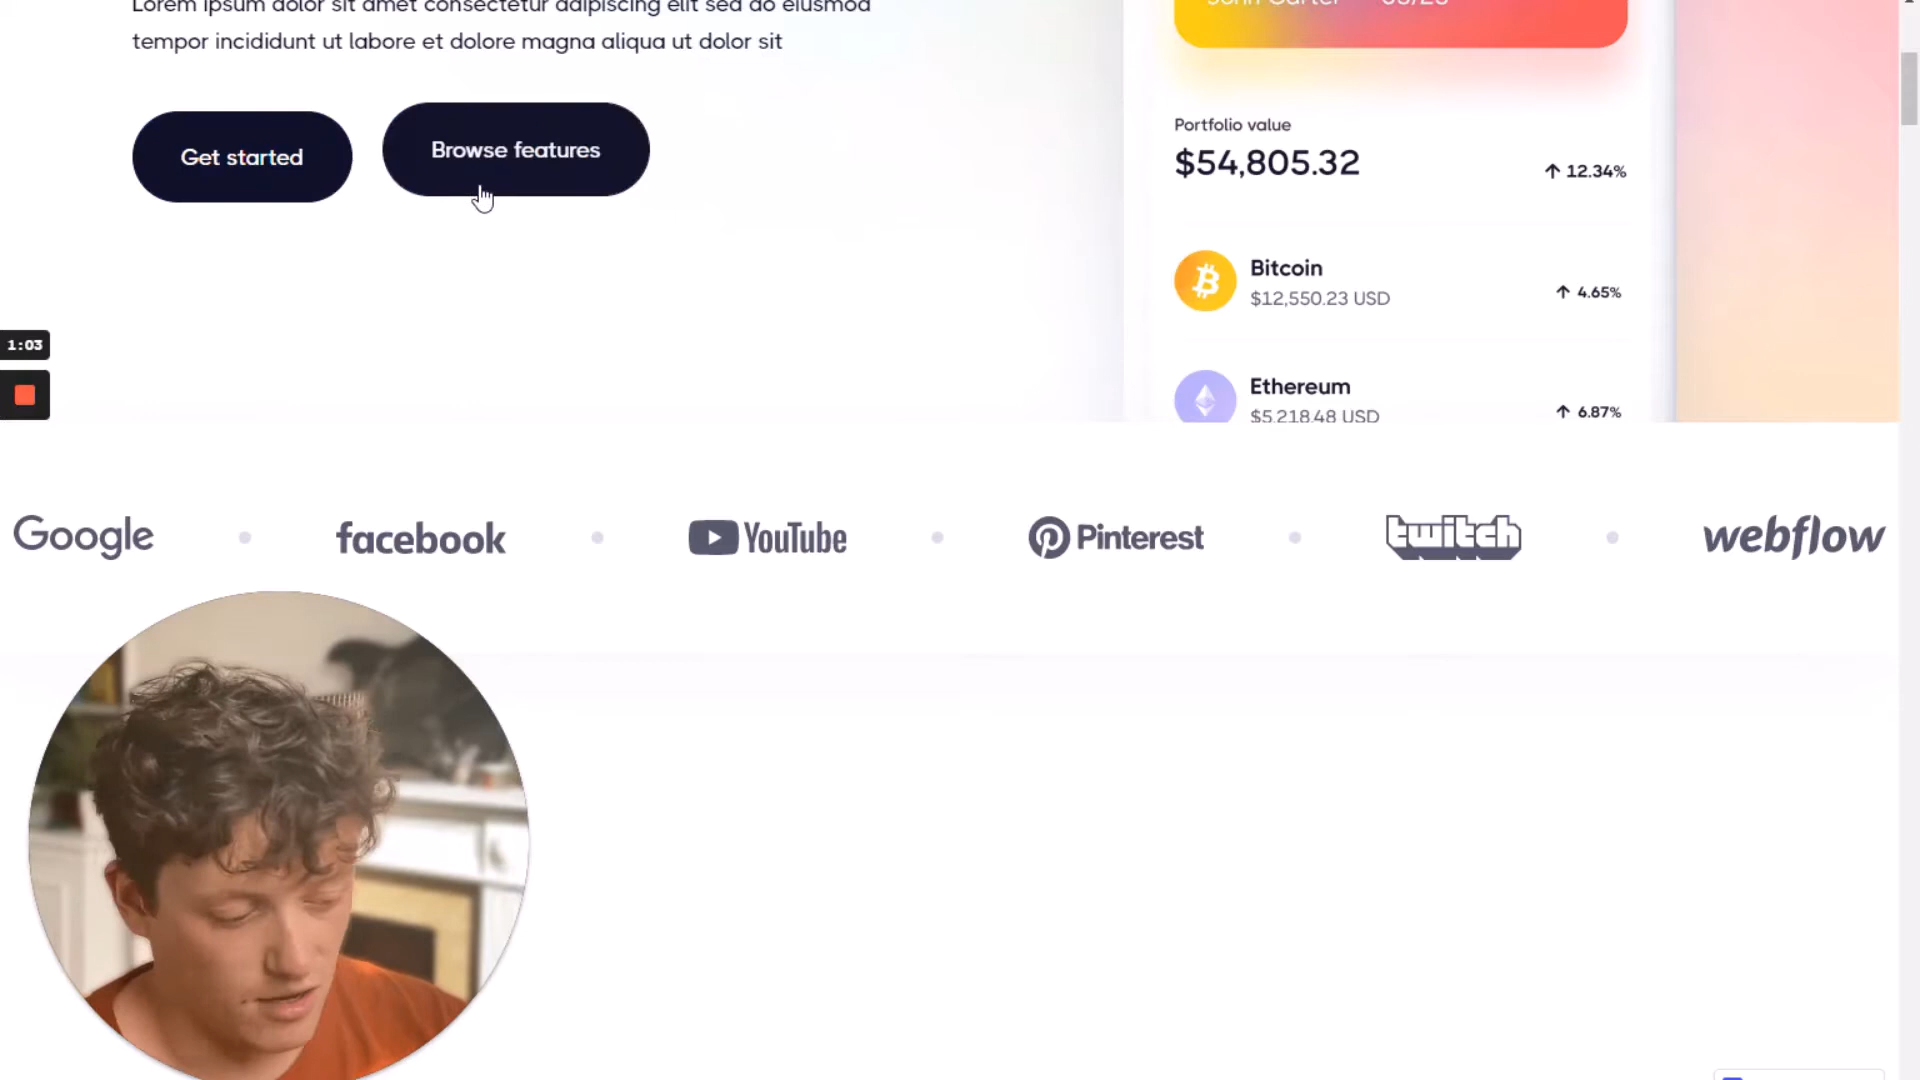 Lorem ipsum dolor sit amet consectetur adipiscing elit sed do eiusmod
tempor incididunt ut labore et dolore magna aliqua ut dolor sit
Get started
Browse features
John Carter
Portfolio value
$54,805.32
12.34%
Bitcoin
$12,550.23 USD
4.65%
Ethereum
$5,218.48 USD
6.87%
1:03
Google
facebook
YouTube
Pinterest
twitch
webflow